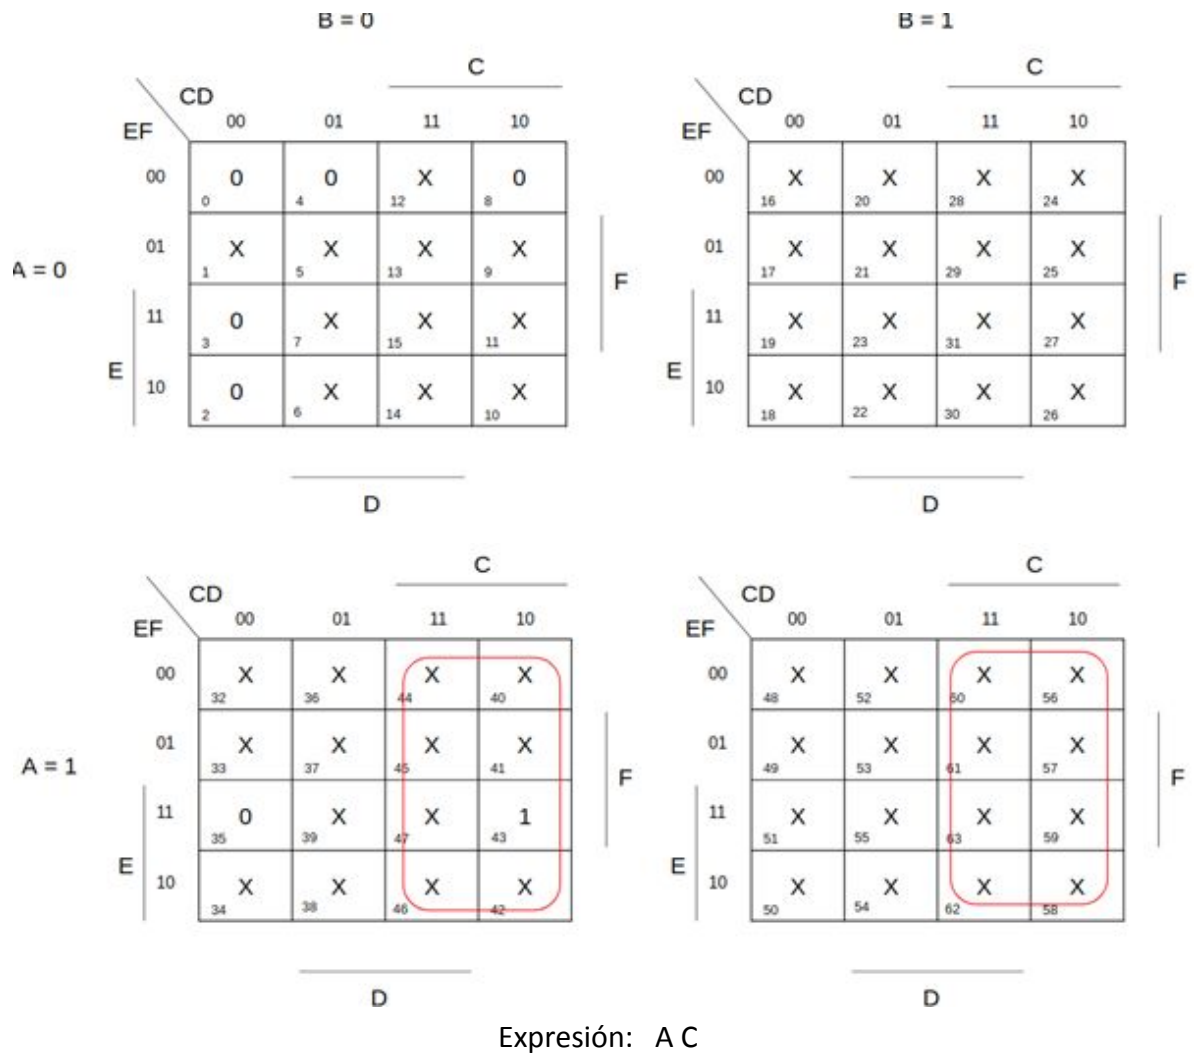 B = 0 B = 1
C C
CD CD
EF 00 01 11 10 EF 00 01 11 10
00 0 0 X 0 00 X X X X
0 4 12 8 16 20 28 24
A = 0 01 X X X X 01 X X X X
1 5 13 9 F 17 21 29 25 F
11 0 X X X 11 X X X X
3 7 15 11 19 23 31 27
E 10 0 X X X E 10 X X X X
2 6 14 10 18 22 30 26
D D
C C
CD CD
EF 00 01 11 10 EF 00 01 11 10
00 X X X X 00 X X X X
32 36 44 40 48 52 60 56
01 X X X X 01 X X X X
A = 1 33 37 45 41 F 49 53 61 57 F
11 0 X X 1 11 X X X X
35 39 47 43 51 55 63 59
E 10 X X X X E 10 X X X X
34 38 46 42 50 54 62 58
D D
Expresión: A C